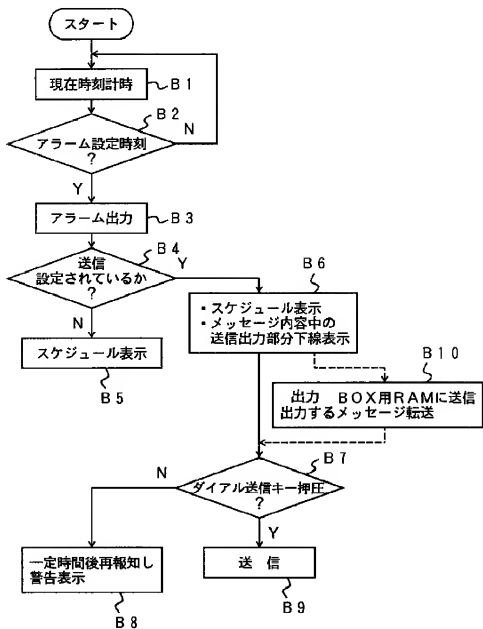 スタート
現在時刻計時
B1
B2
アラーム設定時刻
?
N
Y
アラーム出力
B3
B4
送信
設定されているか
?
Y
N
スケジュール表示
B5
B6
・スケジュール表示
・メッセージ内容中の
送信出力部分下線表示
B10
出力 BOX用RAMに送信
出力するメッセージ転送
B7
ダイアル送信キー押圧
?
N
Y
一定時間後再報知し
警告表示
B8
送 信
B9